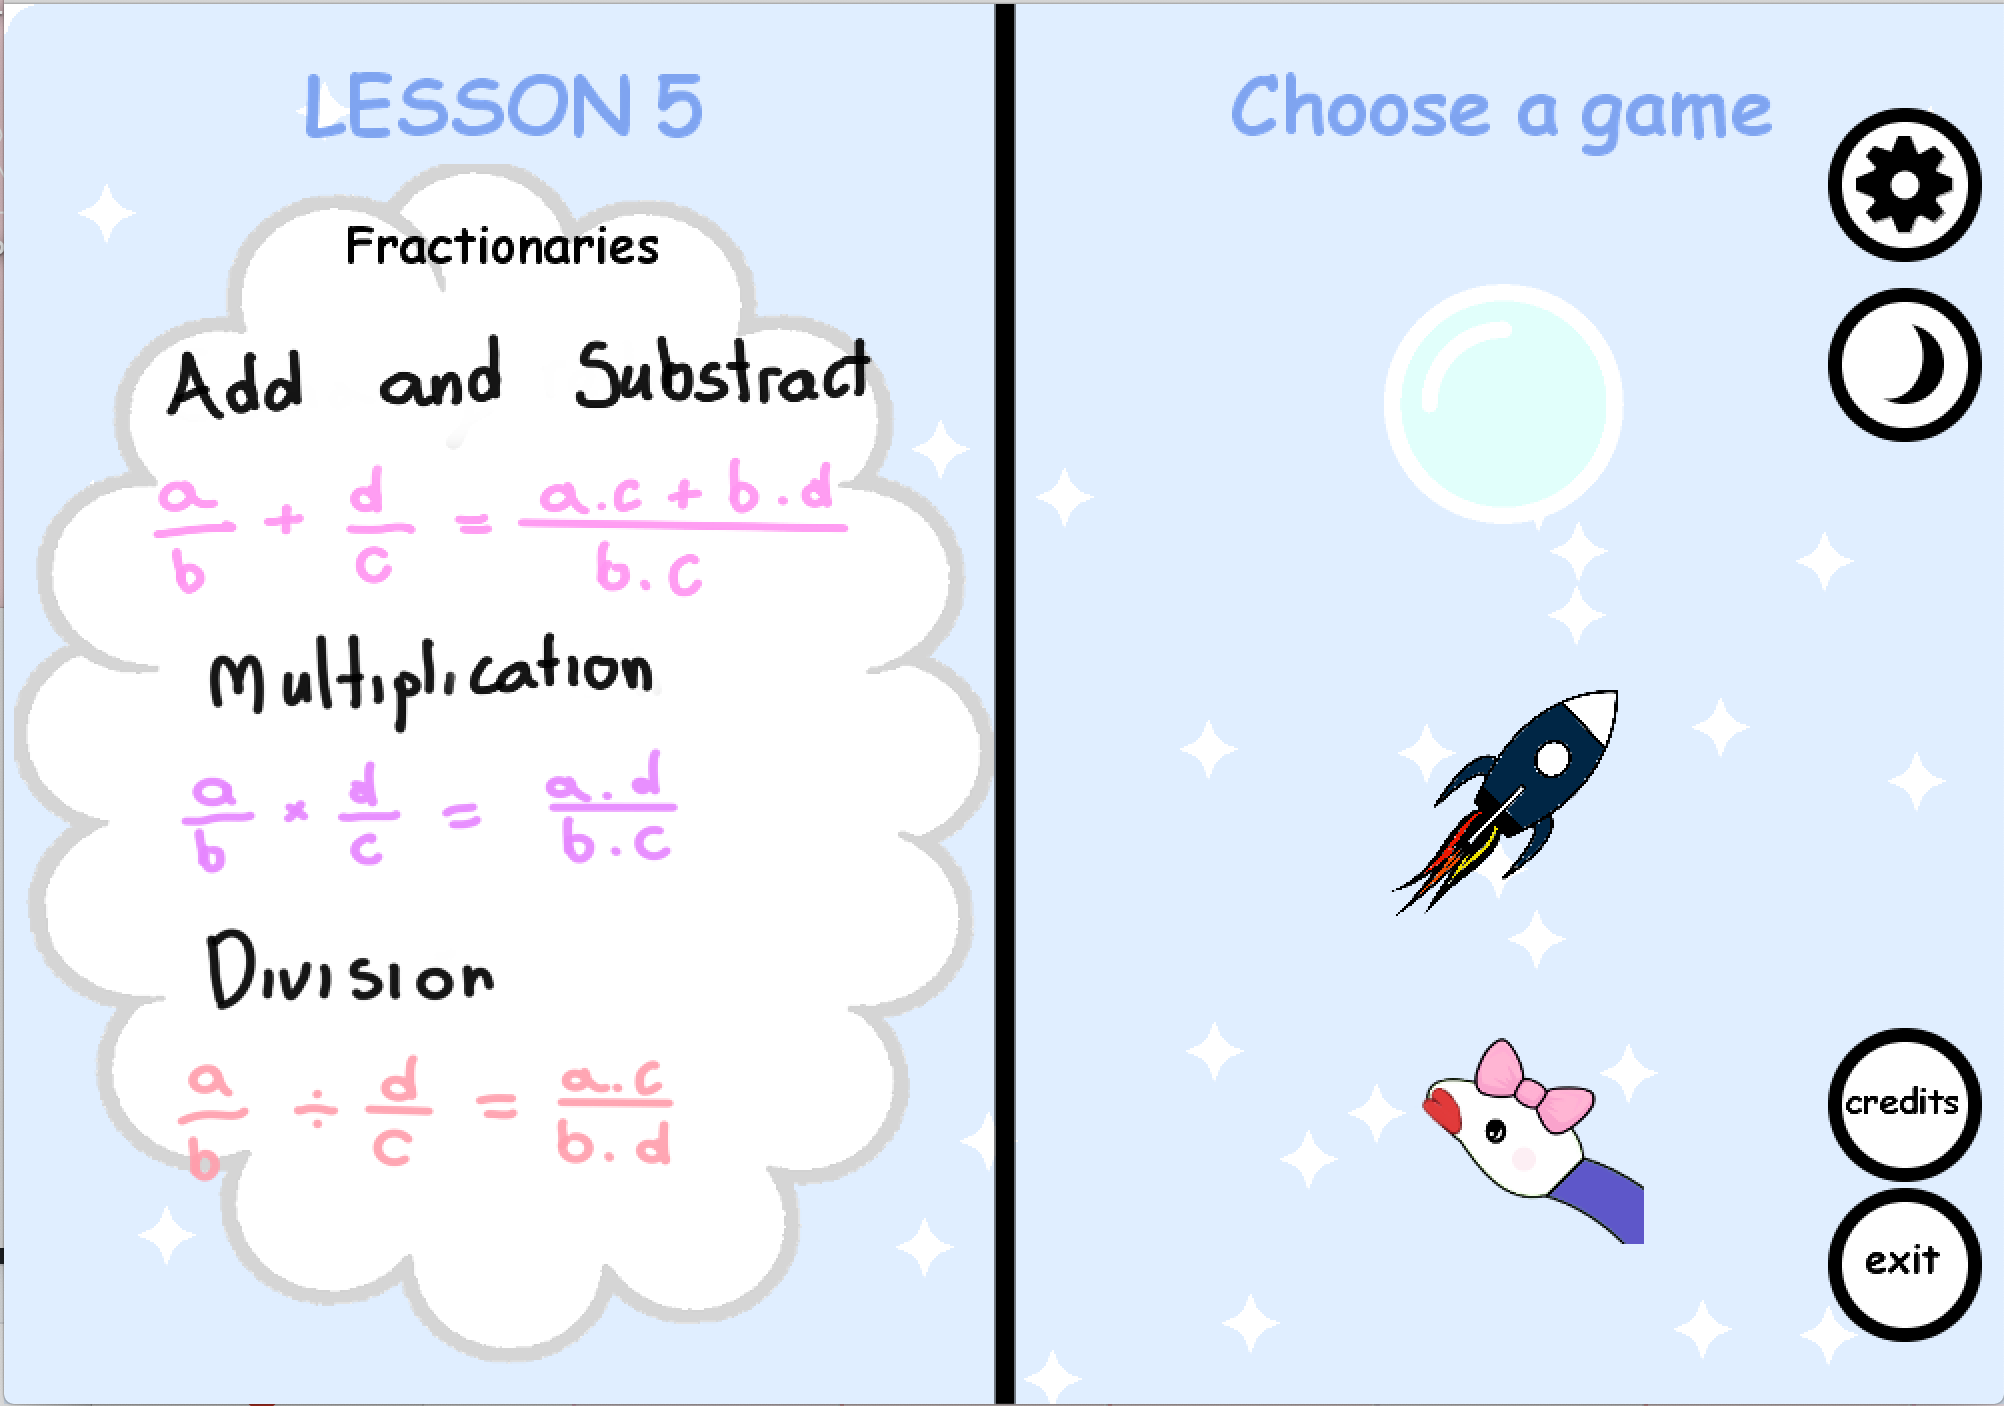 LESSON 5
Fractionaries
Add and Substract
a/b + d/c = a.c + b.d / b.c
Multiplication
a/b × d/c = a.d / b.c
Division
a/b ÷ d/c = a.c / b.d
Choose a game
credits
exit